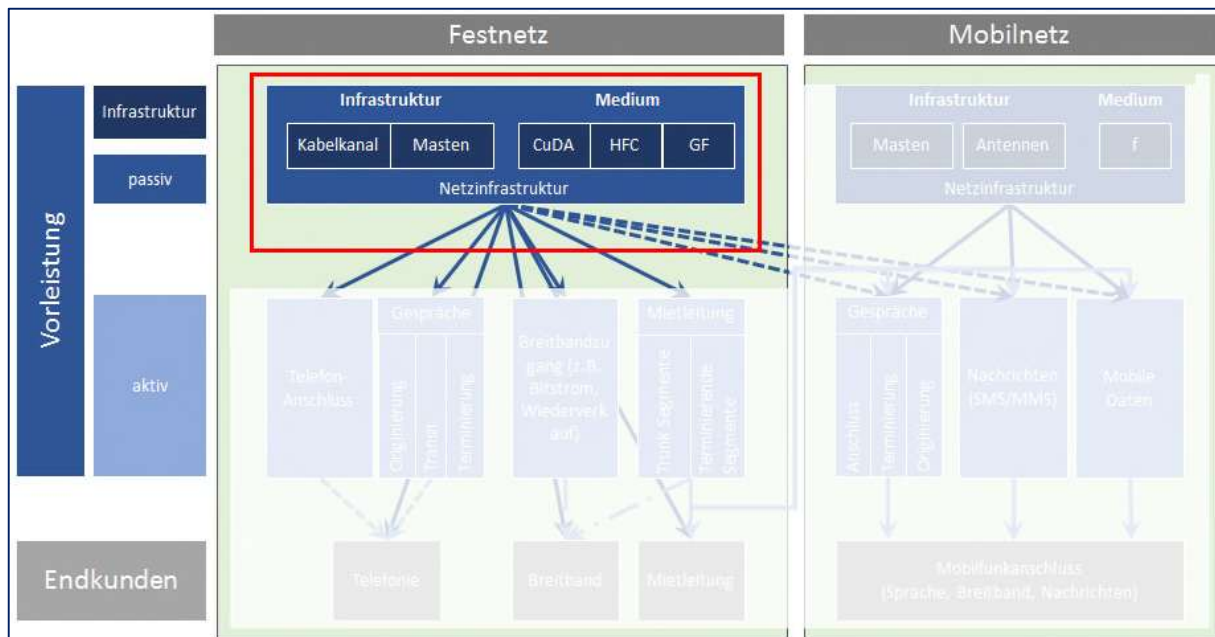 Festnetz
Mobilnetz
Vorleistung
Infrastruktur
passiv
aktiv
Endkunden
Infrastruktur
Medium
Kabelkanal
Masten
CuDA
HFC
GF
Netzinfrastruktur
Infrastruktur
Medium
Masten
Antennen
f
Netzinfrastruktur
Telefon-
Anschluss
Gespräche
Originierung
Transit
Terminierung
Breitbandzu
gang (z.B.
Bitstrom,
Wiederverk
auf)
Mietleitung
Trunk Segmente
Terminierende
Segmente
Gespräche
Anschluss
Terminierung
Originierung
Nachrichten
(SMS/MMS)
Mobile
Daten
Telefonie
Breitband
Mietleitung
Mobilfunkanschluss
(Sprache, Breitband, Nachrichten)